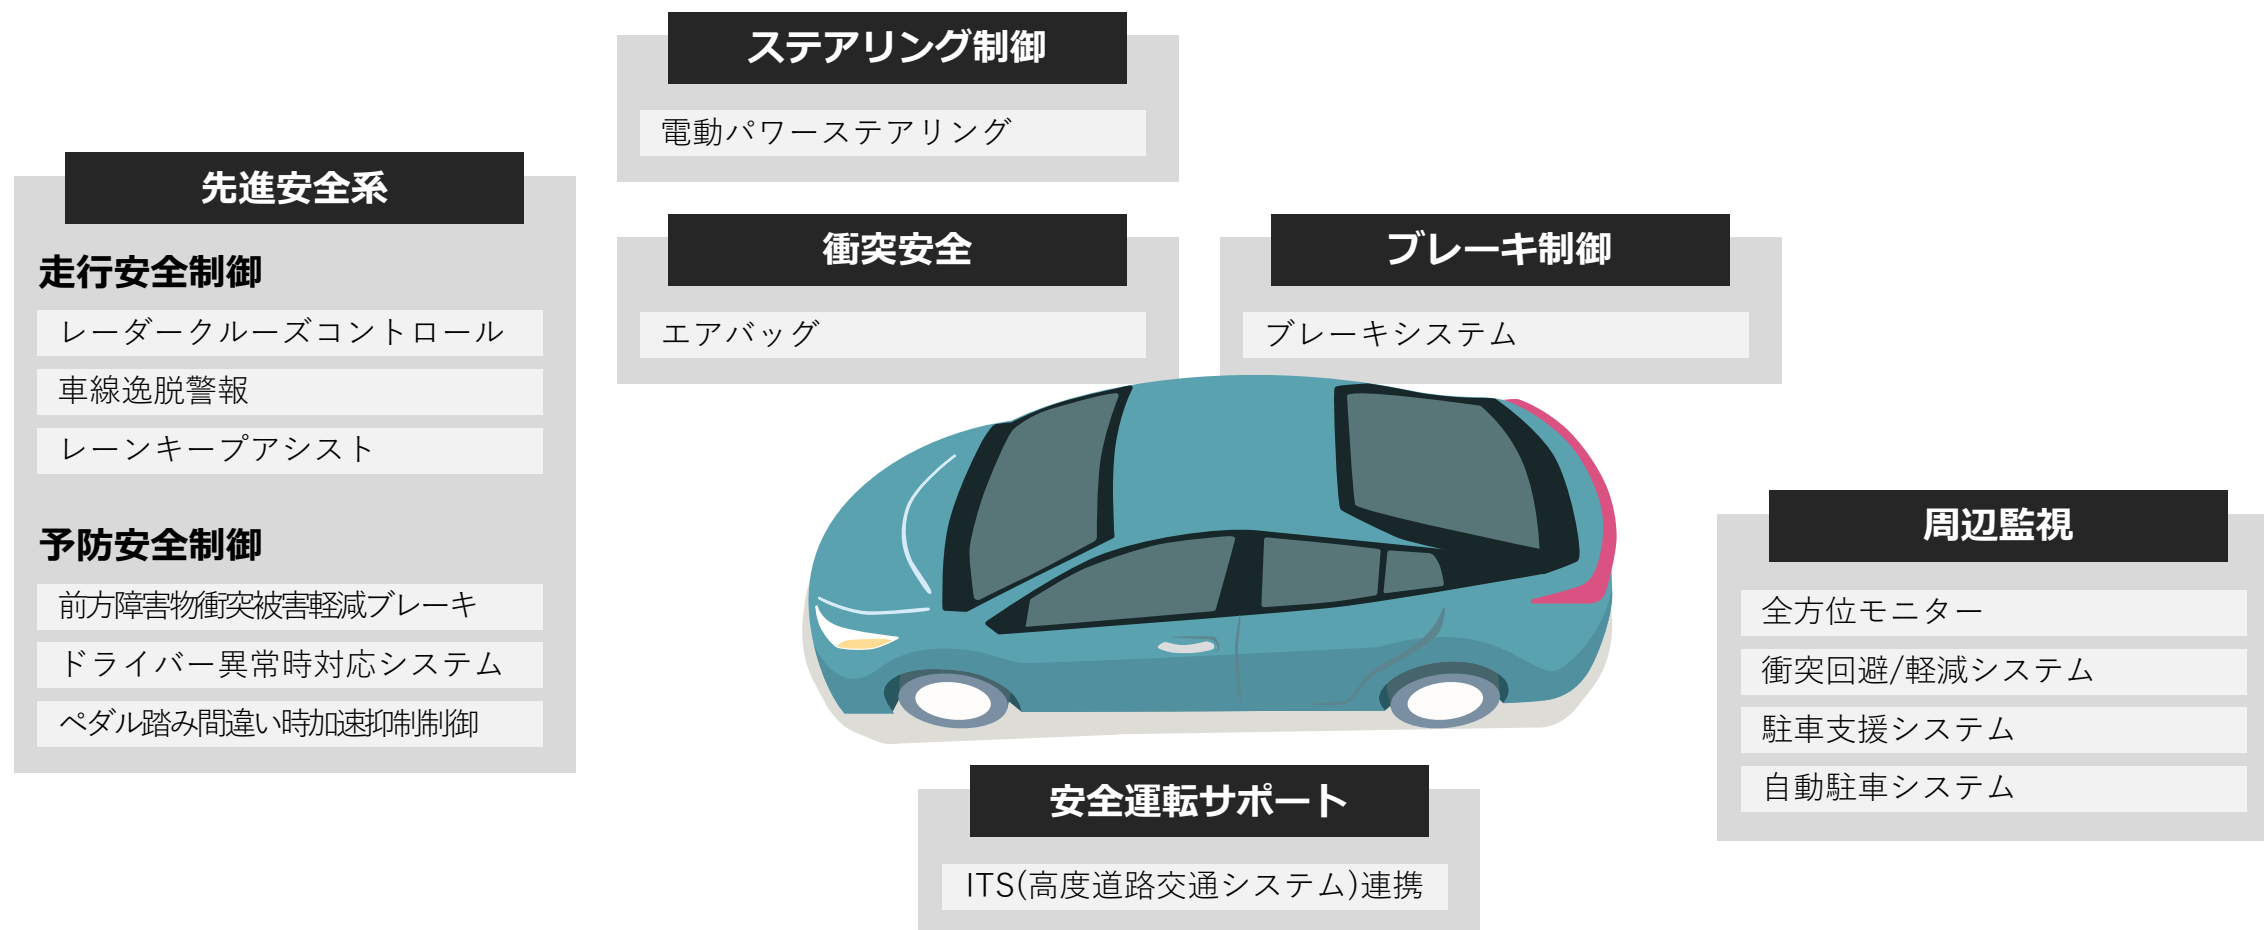 ステアリング制御
電動パワーステアリング
先進安全系
走行安全制御
レーダークルーズコントロール
車線逸脱警報
レーンキープアシスト
予防安全制御
前方障害物衝突被害軽減ブレーキ
ドライバー異常時対応システム
ペダル踏み間違い時加速抑制制御
衝突安全
エアバッグ
ブレーキ制御
ブレーキシステム
周辺監視
全方位モニター
衝突回避/軽減システム
駐車支援システム
自動駐車システム
安全運転サポート
ITS(高度道路交通システム)連携